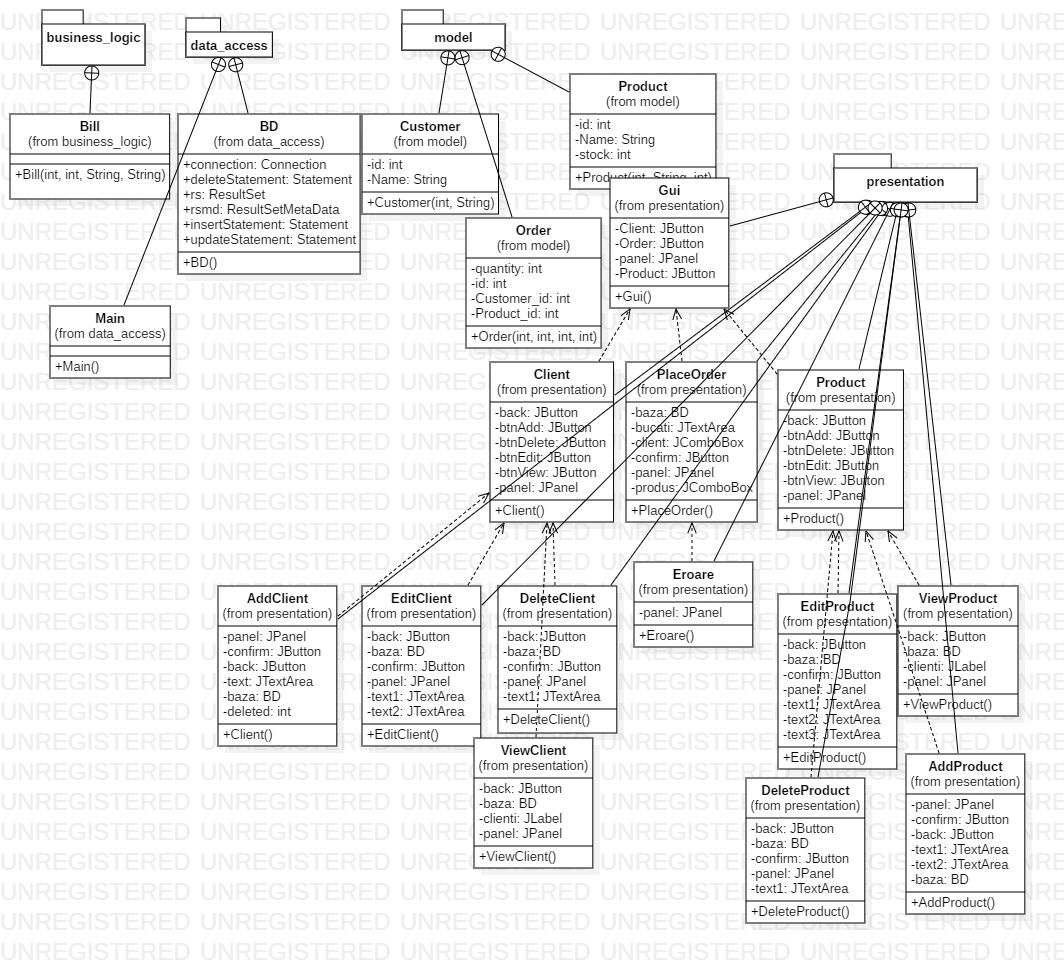 business_logic
data_access
model
presentation
Bill
(from business_logic)
+Bill(int, int, String, String)
BD
(from data_access)
+connection: Connection
+deleteStatement: Statement
+rs: ResultSet
+rsmd: ResultSetMetaData
+insertStatement: Statement
+updateStatement: Statement
+BD()
Customer
(from model)
-id: int
-Name: String
+Customer(int, String)
Product
(from model)
-id: int
-Name: String
-stock: int
+Product(int, String, int)
Order
(from model)
-quantity: int
-id: int
-Customer_id: int
-Product_id: int
+Order(int, int, int, int)
Gui
(from presentation)
-Client: JButton
-Order: JButton
-panel: JPanel
-Product: JButton
+Gui()
Main
(from data_access)
+Main()
Client
(from presentation)
-back: JButton
-btnAdd: JButton
-btnDelete: JButton
-btnEdit: JButton
-btnView: JButton
-panel: JPanel
+Client()
PlaceOrder
(from presentation)
-baza: BD
-bucati: JTextArea
-client: JComboBox
-confirm: JButton
-panel: JPanel
-produs: JComboBox
+PlaceOrder()
Product
(from presentation)
-back: JButton
-btnAdd: JButton
-btnDelete: JButton
-btnEdit: JButton
-btnView: JButton
-panel: JPanel
+Product()
AddClient
(from presentation)
-panel: JPanel
-confirm: JButton
-back: JButton
-text: JTextArea
-baza: BD
-deleted: int
+Client()
EditClient
(from presentation)
-back: JButton
-baza: BD
-confirm: JButton
-panel: JPanel
-text1: JTextArea
-text2: JTextArea
+EditClient()
DeleteClient
(from presentation)
-back: JButton
-baza: BD
-confirm: JButton
-panel: JPanel
-text1: JTextArea
+DeleteClient()
Eroare
(from presentation)
-panel: JPanel
+Eroare()
EditProduct
(from presentation)
-back: JButton
-baza: BD
-confirm: JButton
-panel: JPanel
-text1: JTextArea
-text2: JTextArea
-text3: JTextArea
+EditProduct()
ViewProduct
(from presentation)
-back: JButton
-baza: BD
-clienti: JLabel
-panel: JPanel
+ViewProduct()
ViewClient
(from presentation)
-back: JButton
-baza: BD
-clienti: JLabel
-panel: JPanel
+ViewClient()
DeleteProduct
(from presentation)
-back: JButton
-baza: BD
-confirm: JButton
-panel: JPanel
-text1: JTextArea
+DeleteProduct()
AddProduct
(from presentation)
-panel: JPanel
-confirm: JButton
-back: JButton
-text1: JTextArea
-text2: JTextArea
-baza: BD
+AddProduct()